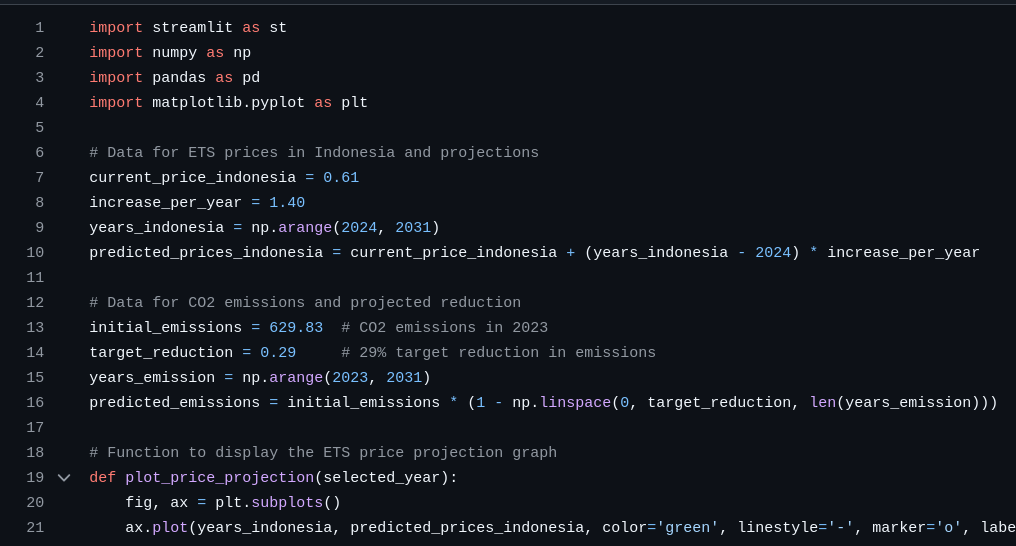 1 import streamlit as st
2 import numpy as np
3 import pandas as pd
4 import matplotlib.pyplot as plt
5
6 # Data for ETS prices in Indonesia and projections
7 current_price_indonesia = 0.61
8 increase_per_year = 1.40
9 years_indonesia = np.arange(2024, 2031)
10 predicted_prices_indonesia = current_price_indonesia + (years_indonesia - 2024) * increase_per_year
11
12 # Data for CO2 emissions and projected reduction
13 initial_emissions = 629.83  # CO2 emissions in 2023
14 target_reduction = 0.29     # 29% target reduction in emissions
15 years_emission = np.arange(2023, 2031)
16 predicted_emissions = initial_emissions * (1 - np.linspace(0, target_reduction, len(years_emission)))
17
18 # Function to display the ETS price projection graph
19 def plot_price_projection(selected_year):
20     fig, ax = plt.subplots()
21     ax.plot(years_indonesia, predicted_prices_indonesia, color='green', linestyle='-', marker='o', labe